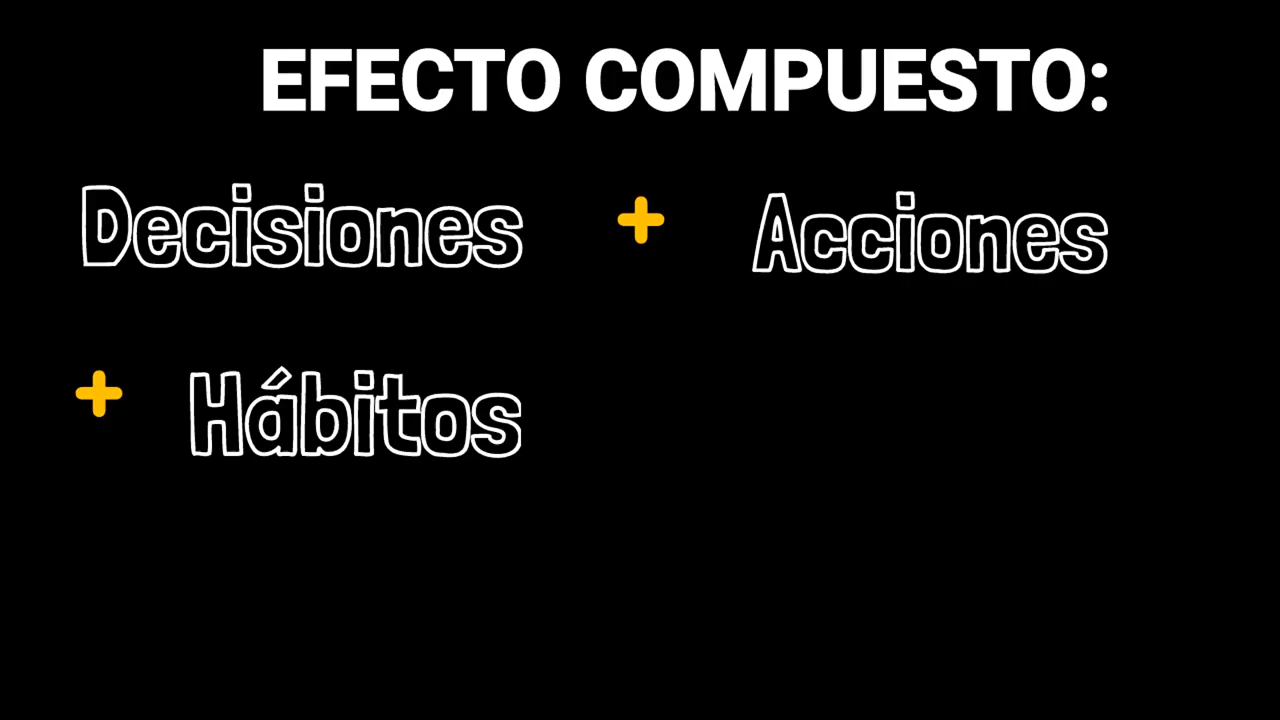 EFECTO COMPUESTO:
Decisiones + Acciones
+ Hábitos